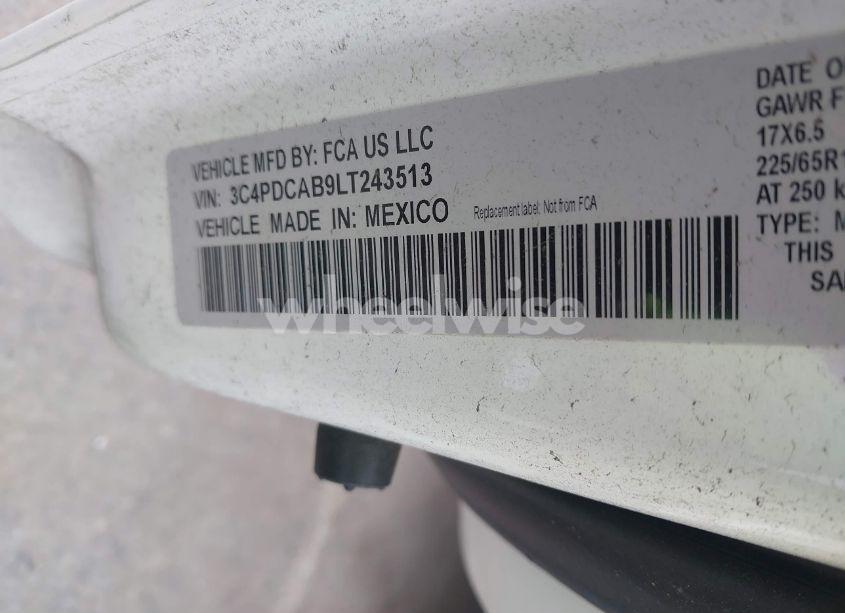 VEHICLE MFD BY: FCA US LLC
VIN: 3C4PDCAB9LT243513
VEHICLE MADE IN: MEXICO
Replacement label: Not from FCA
wheelwise
DATE O
GAWR F
17X6.5
225/65R1
AT 250 k
TYPE: M
THIS
SA